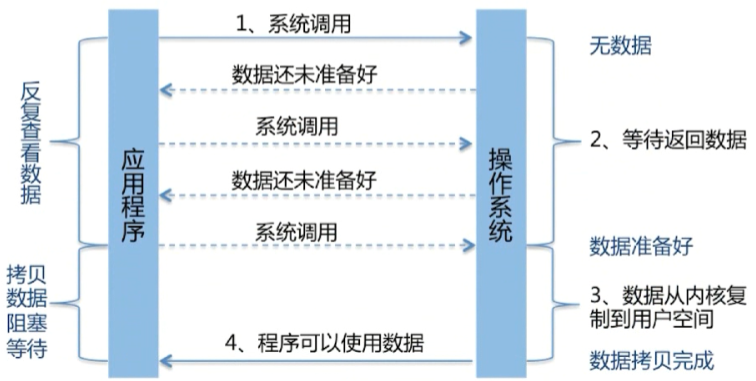 1、系统调用
无数据
数据还未准备好
反复查看数据
系统调用
2、等待返回数据
应用程序
操作系统
数据还未准备好
系统调用
数据准备好
拷贝
数据
阻塞
等待
3、数据从内核复
制到用户空间
4、程序可以使用数据
数据拷贝完成